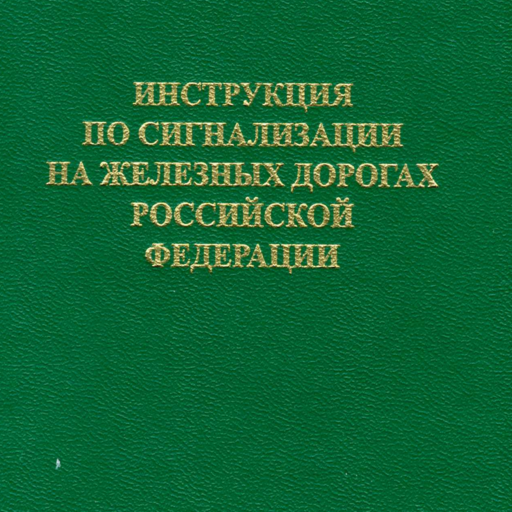 ИНСТРУКЦИЯ
ПО СИГНАЛИЗАЦИИ
НА ЖЕЛЕЗНЫХ ДОРОГАХ
РОССИЙСКОЙ
ФЕДЕРАЦИИ